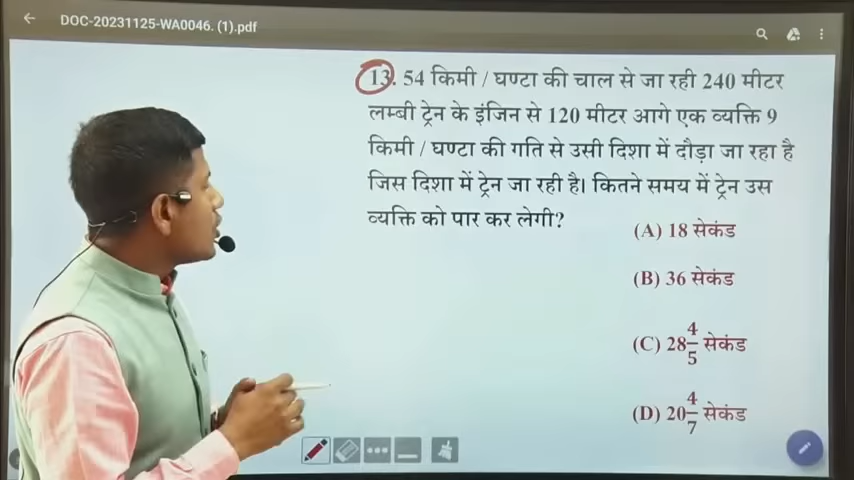 DOC-20231125-WA0046. (1).pdf
13. 54 किमी / घण्टा की चाल से जा रही 240 मीटर
लम्बी ट्रेन के इंजिन से 120 मीटर आगे एक व्यक्ति 9
किमी / घण्टा की गति से उसी दिशा में दौड़ा जा रहा है
जिस दिशा में ट्रेन जा रही है। कितने समय में ट्रेन उस
व्यक्ति को पार कर लेगी?
(A) 18 सेकंड
(B) 36 सेकंड
(C) 28 4/5 सेकंड
(D) 20 4/7 सेकंड